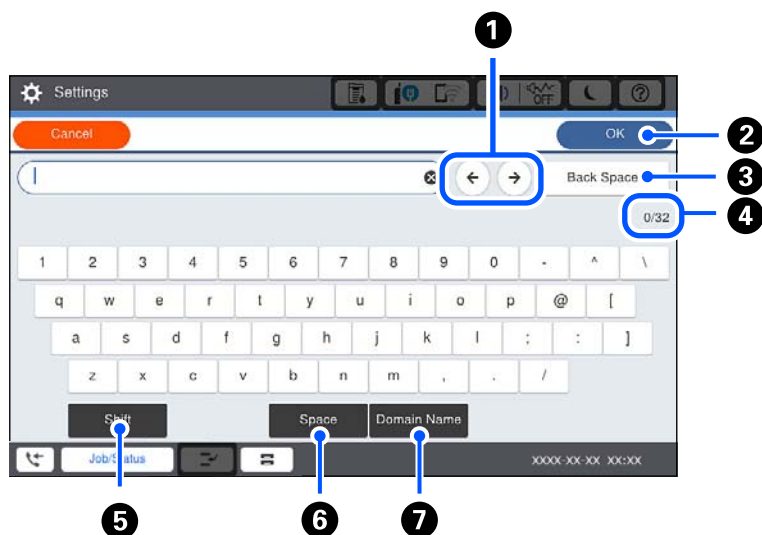 1
Settings
OFF
Cancel
OK
2
Back Space
3
0/32
4
1 2 3 4 5 6 7 8 9 0 - ^ \
q w e r t y u i o p @ [
a s d f g h j k l ; : ]
z x c v b n m , . /
Shift Space Domain Name
Job/Status
XXXX-XX-XX XX:XX
5 6 7